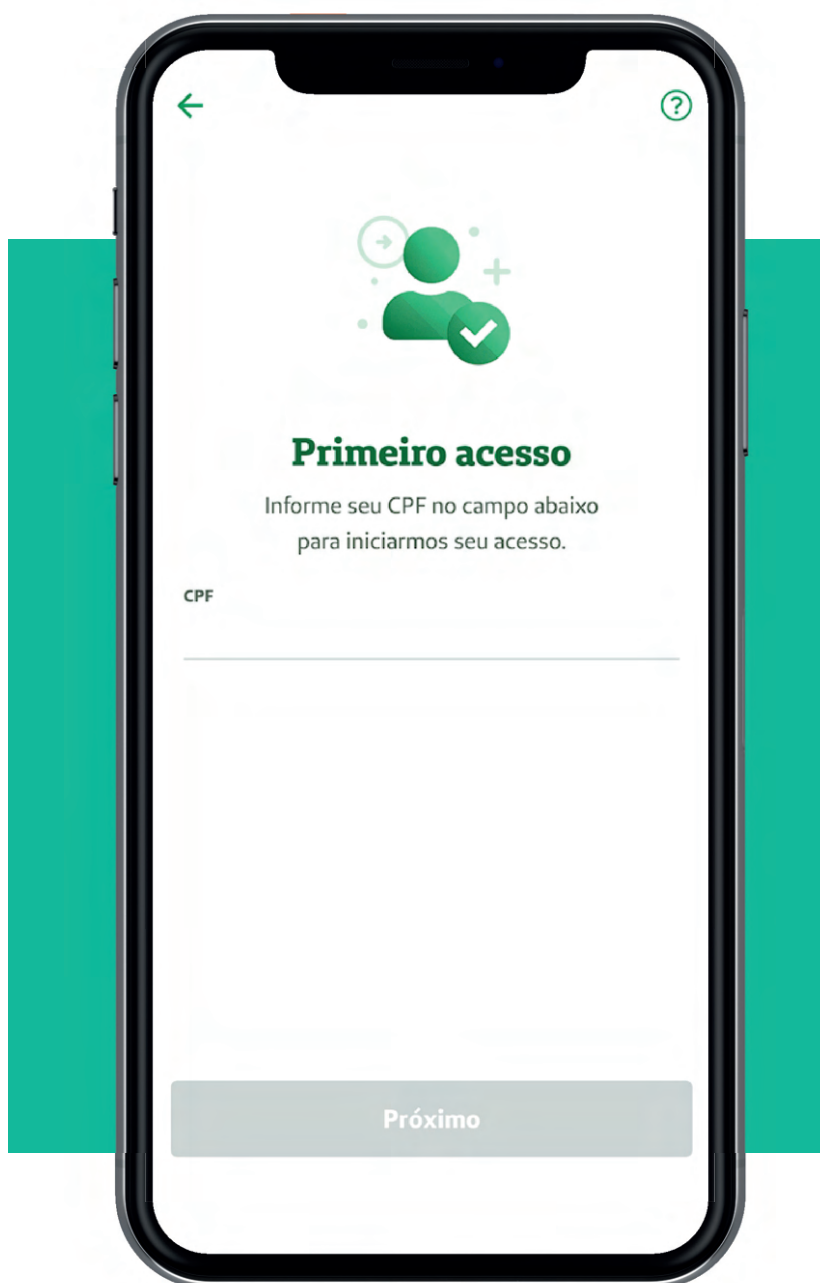 Primeiro acesso
Informe seu CPF no campo abaixo
para iniciarmos seu acesso.
CPF
Próximo